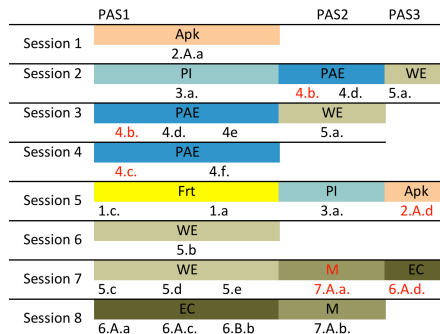 PAS1 PAS2 PAS3
Session 1 Apk
2.A.a
Session 2 PI PAE WE
3.a. 4.b. 4.d. 5.a.
Session 3 PAE WE
4.b. 4.d. 4e 5.a.
Session 4 PAE
4.c. 4.f.
Session 5 Frt PI Apk
1.c. 1.a 3.a. 2.A.d
Session 6 WE
5.b
Session 7 WE M EC
5.c 5.d 5.e 7.A.a. 6.A.d.
Session 8 EC M
6.A.a 6.A.c. 6.B.b 7.A.b.